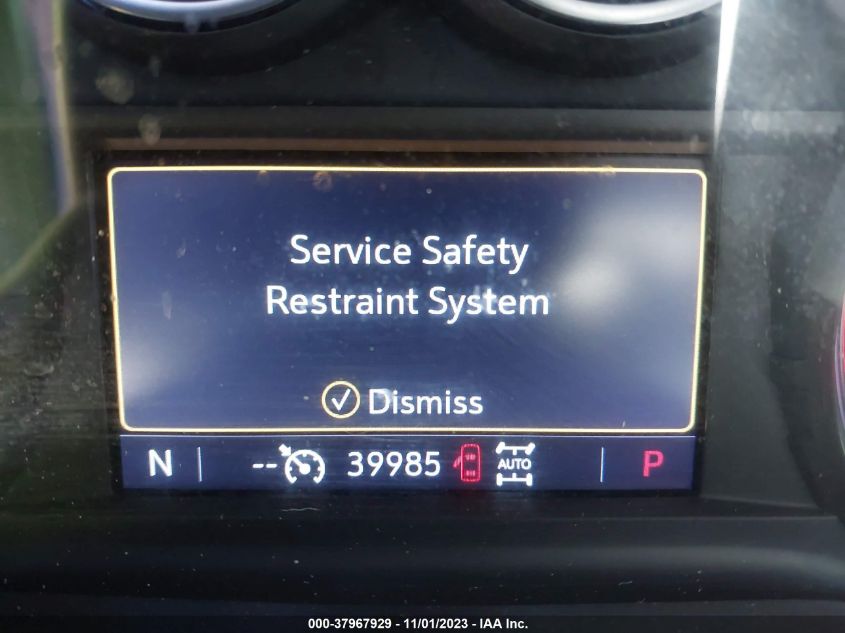 Service Safety
Restraint System
Dismiss
N -- 39985 AUTO P
000-37967929 - 11/01/2023 - IAA Inc.